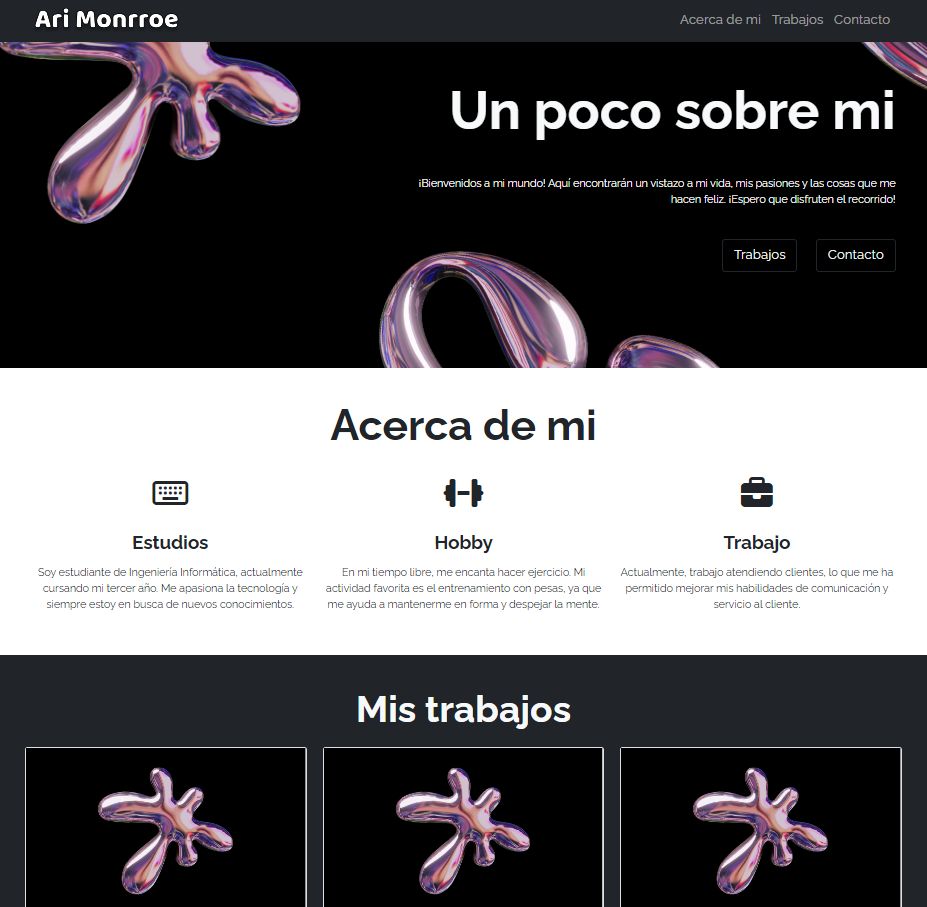 Ari Monrroe
Acerca de mi Trabajos Contacto
Un poco sobre mi
¡Bienvenidos a mi mundo! Aquí encontrarán un vistazo a mi vida, mis pasiones y las cosas que me
hacen feliz. ¡Espero que disfruten el recorrido!
Trabajos Contacto
Acerca de mi
Estudios
Soy estudiante de Ingeniería Informática, actualmente
cursando mi tercer año. Me apasiona la tecnología y
siempre estoy en busca de nuevos conocimientos.
Hobby
En mi tiempo libre, me encanta hacer ejercicio. Mi
actividad favorita es el entrenamiento con pesas, ya que
me ayuda a mantenerme en forma y despejar la mente.
Trabajo
Actualmente, trabajo atendiendo clientes, lo que me ha
permitido mejorar mis habilidades de comunicación y
servicio al cliente.
Mis trabajos